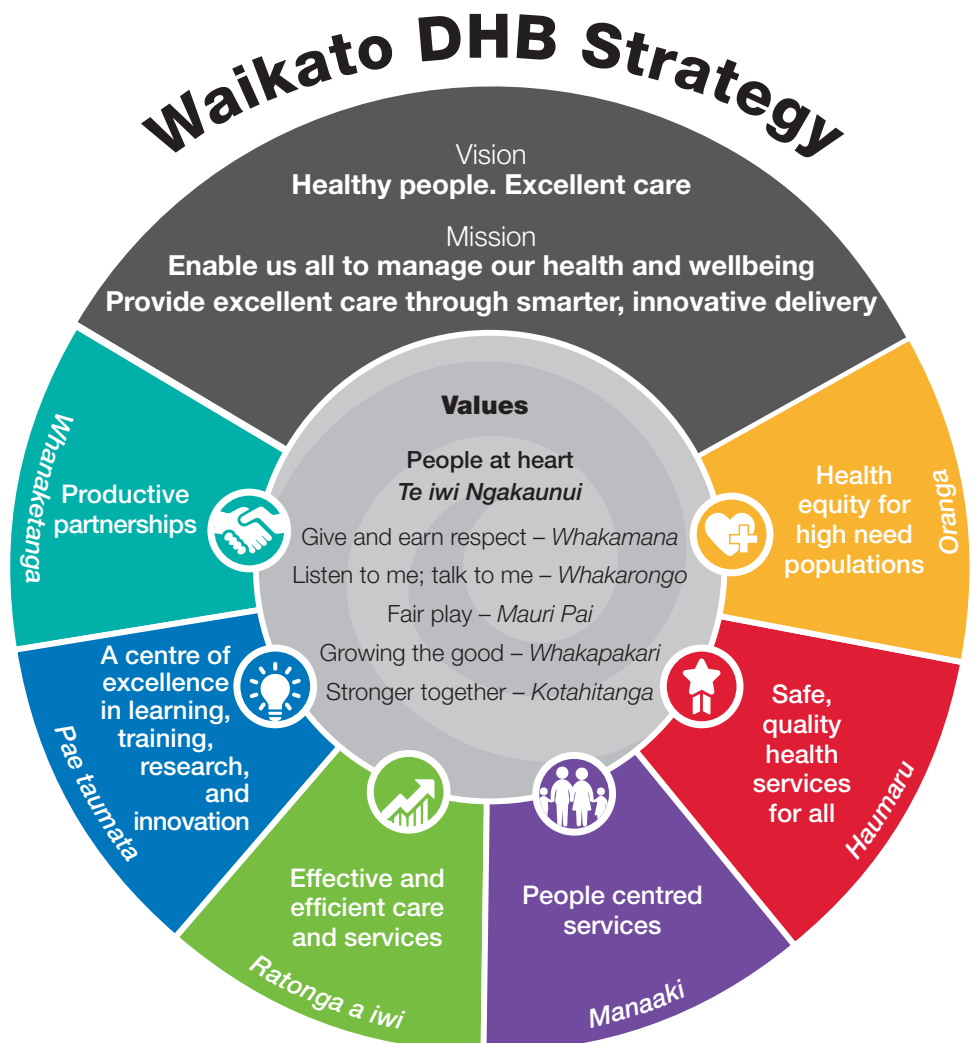 Waikato DHB Strategy
Vision
Healthy people. Excellent care
Mission
Enable us all to manage our health and wellbeing
Provide excellent care through smarter, innovative delivery
Values
People at heart
Te iwi Ngakaunui
Give and earn respect – Whakamana
Listen to me; talk to me – Whakarongo
Fair play – Mauri Pai
Growing the good – Whakapakari
Stronger together – Kotahitanga
Health
equity for
high need
populations
Oranga
Safe,
quality
health
services
for all
Haumaru
People centred
services
Manaaki
Effective and
efficient care
and services
Ratonga a iwi
A centre of
excellence
in learning,
training,
research,
and
innovation
Pae taumata
Productive
partnerships
Whanaketanga